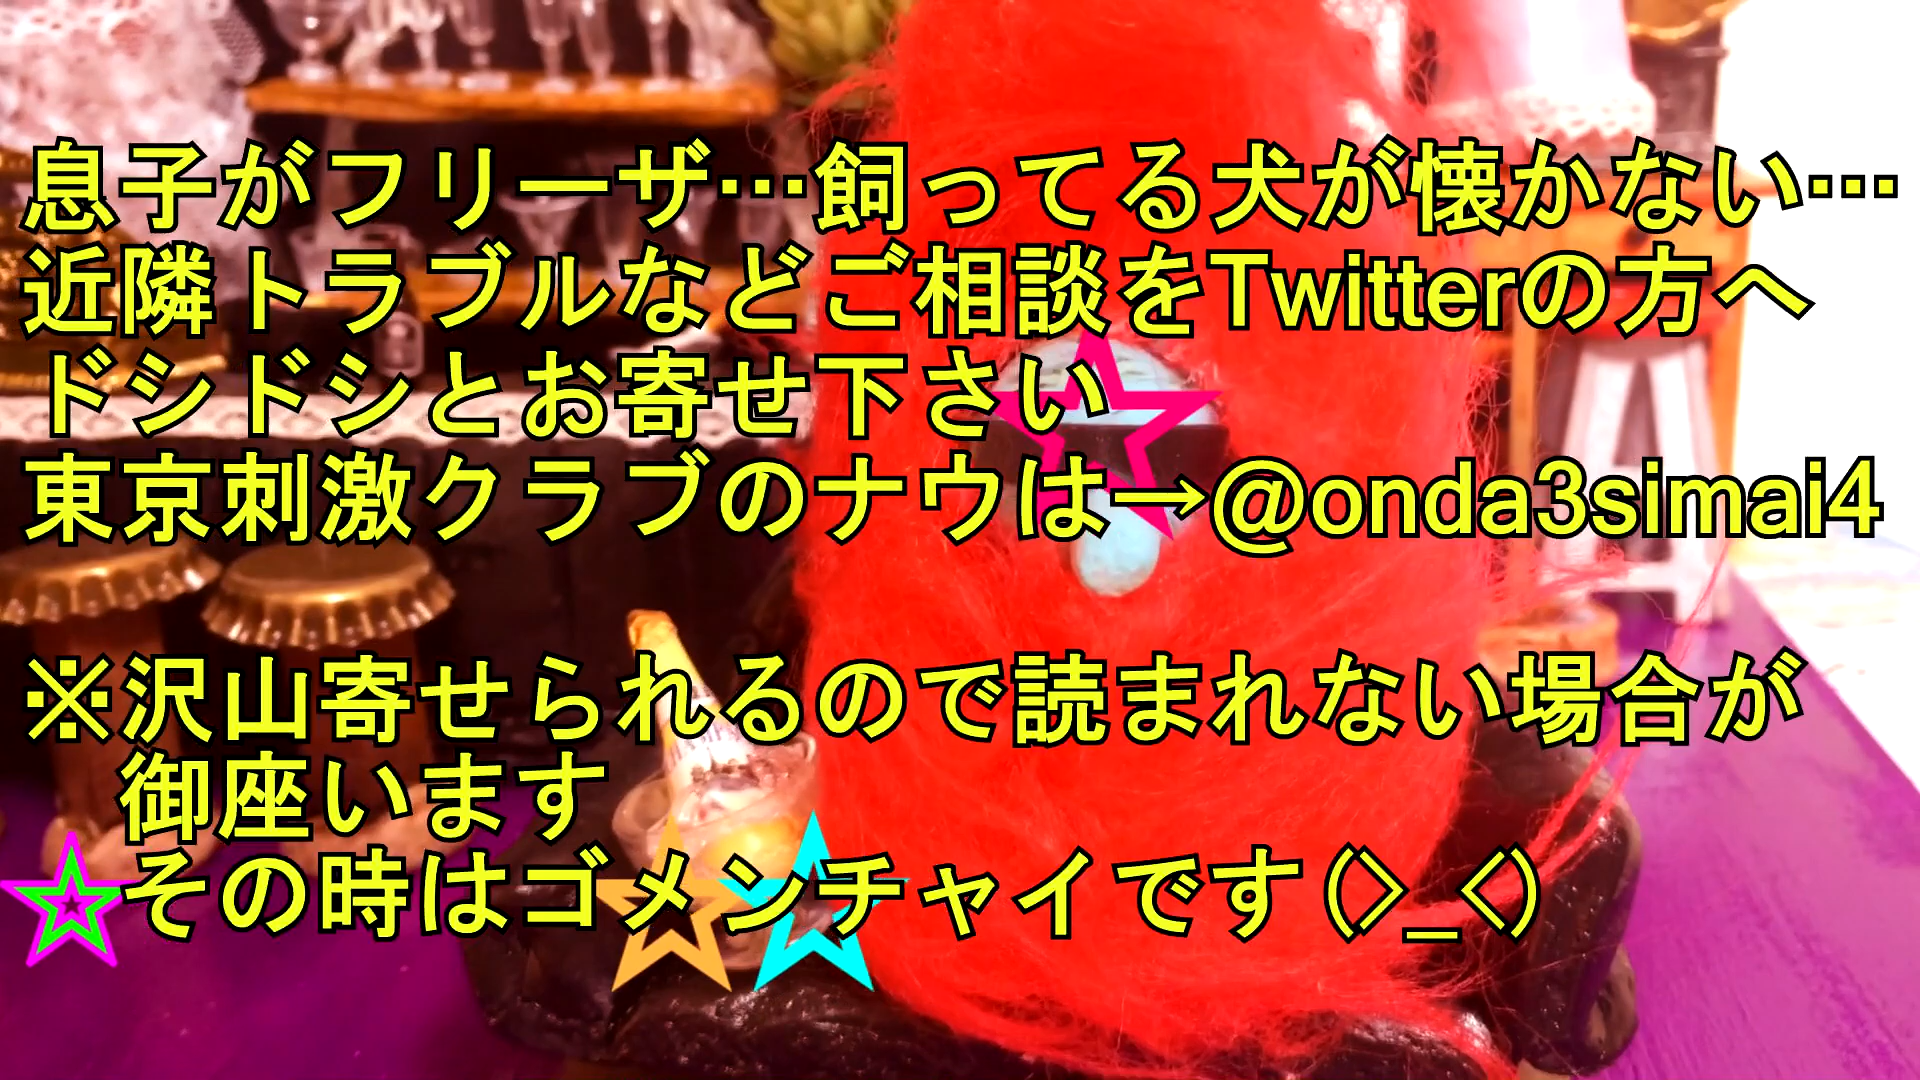 息子がフリーザ…飼ってる犬が懐かない…
近隣トラブルなどご相談をTwitterの方へ
ドシドシとお寄せ下さい
東京刺激クラブのナウは→@onda3simai4
※沢山寄せられるので読まれない場合が
御座います
その時はゴメンチャイです(>_<)